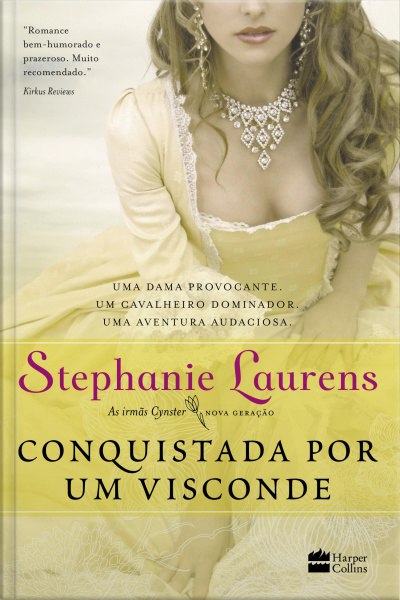 "Romance
bem-humorado e
prazeroso. Muito
recomendado."
Kirkus Reviews
UMA DAMA PROVOCANTE.
UM CAVALHEIRO DOMINADOR.
UMA AVENTURA AUDACIOSA.
Stephanie Laurens
As irmãs Cynster NOVA GERAÇÃO
CONQUISTADA POR
UM VISCONDE
Harper
Collins